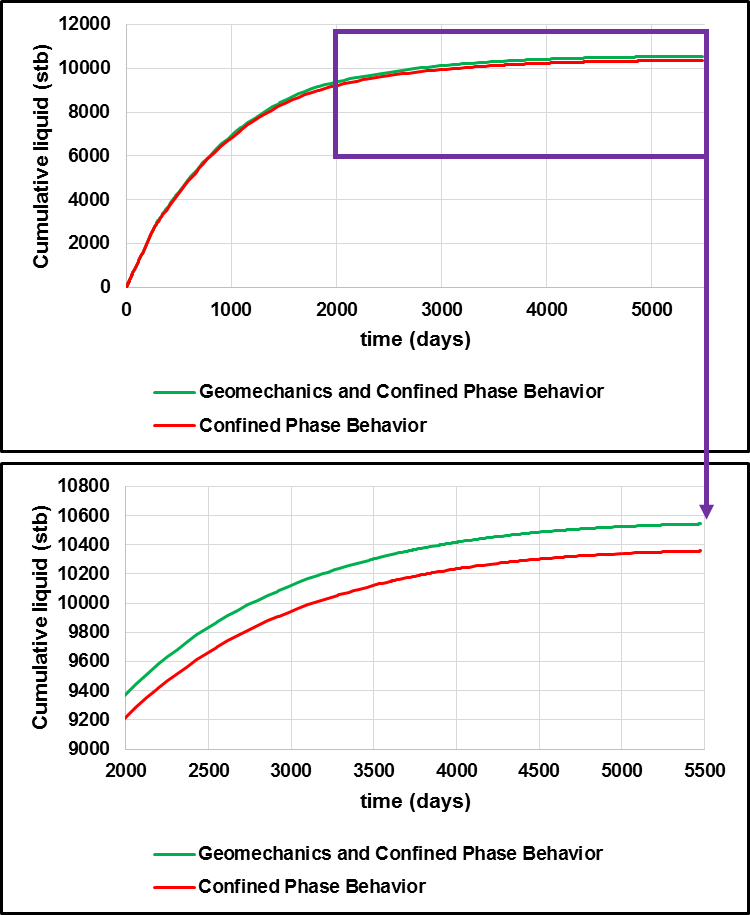 12000
10000
8000
6000
4000
2000
0
Cumulative liquid (stb)
0 1000 2000 3000 4000 5000
time (days)
Geomechanics and Confined Phase Behavior
Confined Phase Behavior
10800
10600
10400
10200
10000
9800
9600
9400
9200
9000
Cumulative liquid (stb)
2000 2500 3000 3500 4000 4500 5000 5500
time (days)
Geomechanics and Confined Phase Behavior
Confined Phase Behavior